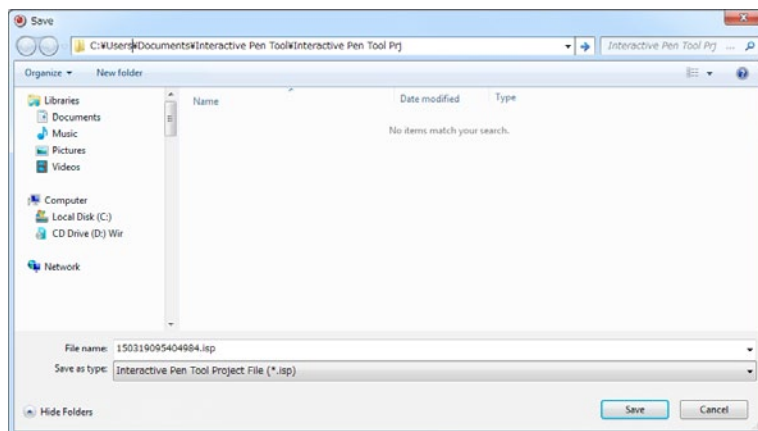 Save
C:¥Users¥Documents¥Interactive Pen Tool¥Interactive Pen Tool Prj
Interactive Pen Tool Prj ...
Organize New folder
Name Date modified Type
No items match your search.
Libraries
Documents
Music
Pictures
Videos
Computer
Local Disk (C:)
CD Drive (D:) Wir
Network
File name: 150319095404984.isp
Save as type: Interactive Pen Tool Project File (*.isp)
Hide Folders Save Cancel